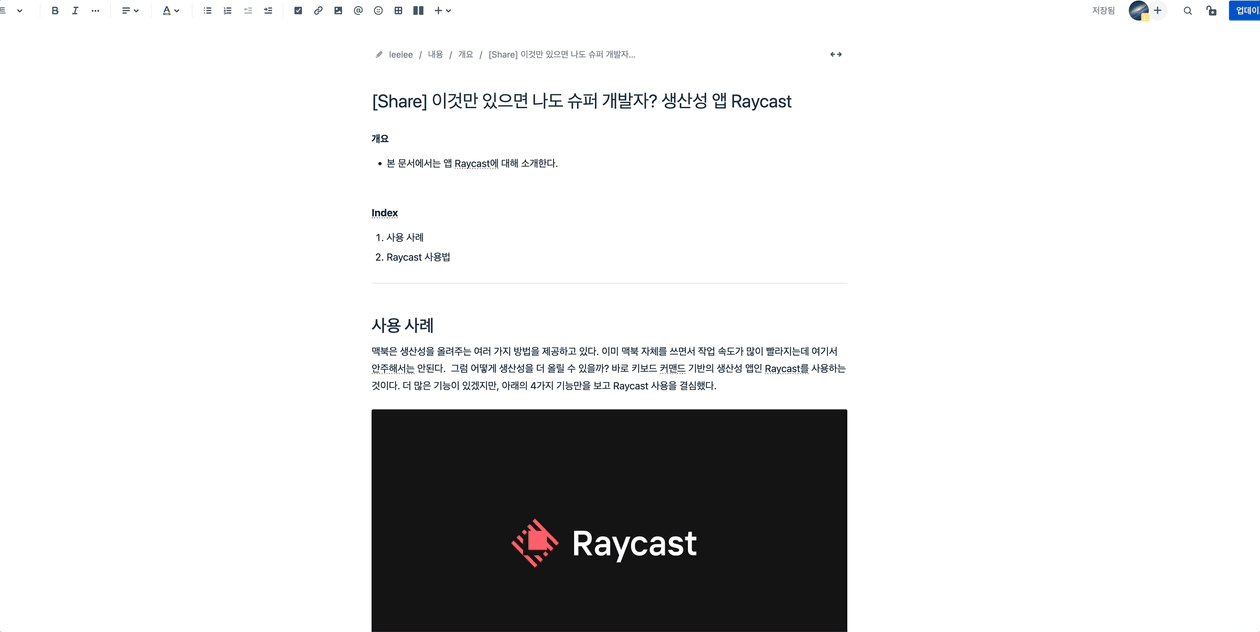 저장됨
업데이
leelee / 내용 / 개요 / [Share] 이것만 있으면 나도 슈퍼 개발자...
[Share] 이것만 있으면 나도 슈퍼 개발자? 생산성 앱 Raycast
개요
• 본 문서에서는 앱 Raycast에 대해 소개한다.
Index
1. 사용 사례
2. Raycast 사용법
사용 사례
맥북은 생산성을 올려주는 여러 가지 방법을 제공하고 있다. 이미 맥북 자체를 쓰면서 작업 속도가 많이 빨라지는데 여기서
안주해서는 안된다.  그럼 어떻게 생산성을 더 올릴 수 있을까? 바로 키보드 커맨드 기반의 생산성 앱인 Raycast를 사용하는
것이다. 더 많은 기능이 있겠지만, 아래의 4가지 기능만을 보고 Raycast 사용을 결심했다.
Raycast